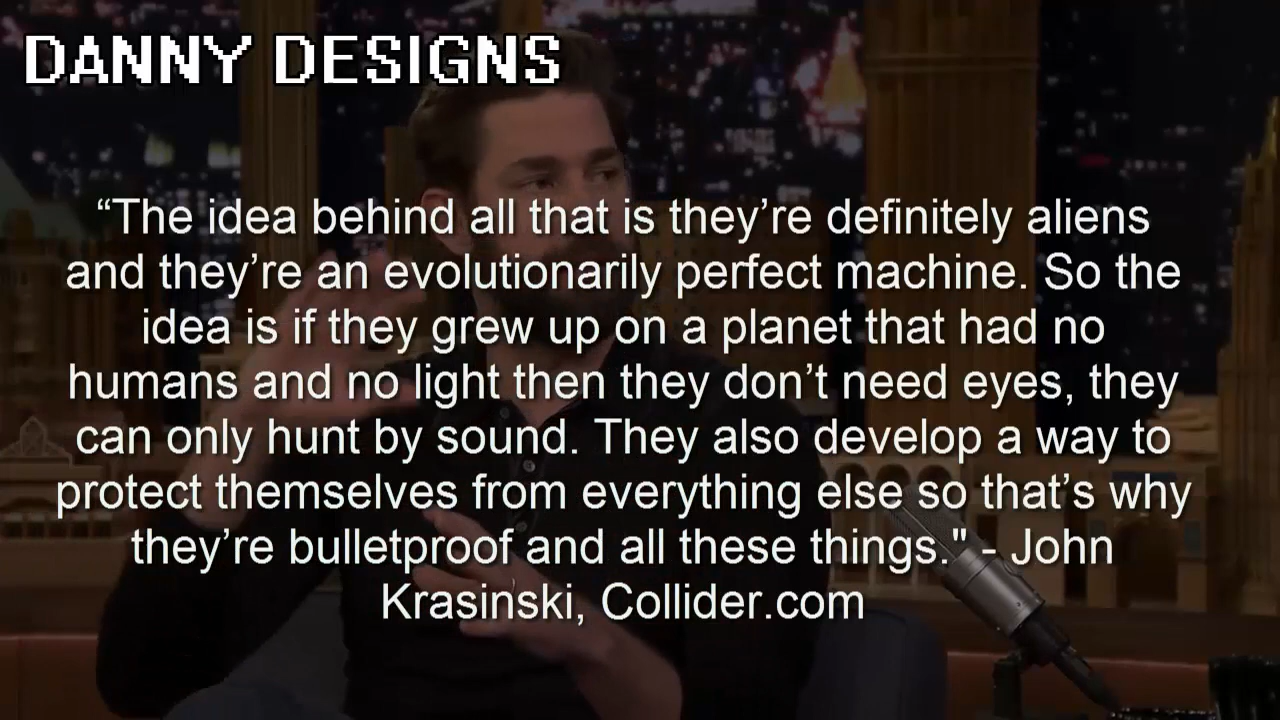 DANNY DESIGNS
“The idea behind all that is they’re definitely aliens
and they’re an evolutionarily perfect machine. So the
idea is if they grew up on a planet that had no
humans and no light then they don’t need eyes, they
can only hunt by sound. They also develop a way to
protect themselves from everything else so that’s why
they’re bulletproof and all these things." - John
Krasinski, Collider.com